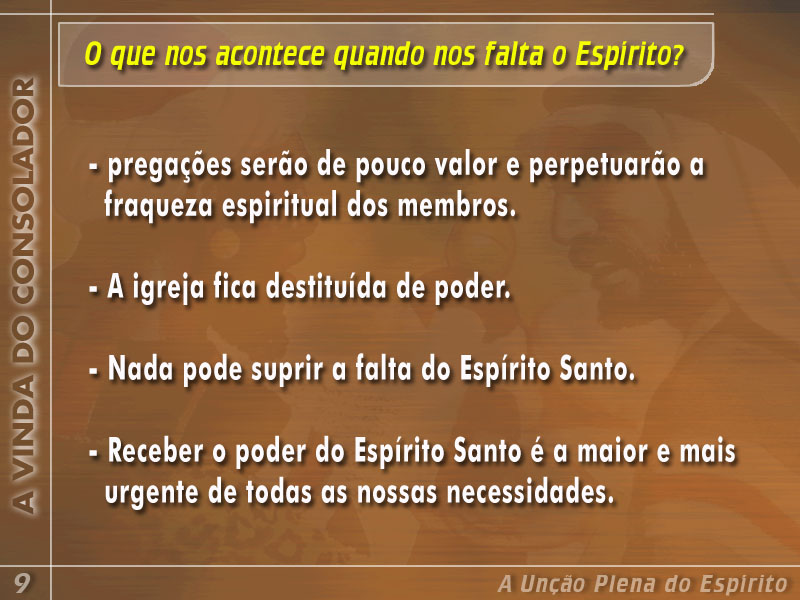 O que nos acontece quando nos falta o Espírito?
A VINDA DO CONSOLADOR
- pregações serão de pouco valor e perpetuarão a
fraqueza espiritual dos membros.
- A igreja fica destituída de poder.
- Nada pode suprir a falta do Espírito Santo.
- Receber o poder do Espírito Santo é a maior e mais
urgente de todas as nossas necessidades.
9
A Unção Plena do Espírito